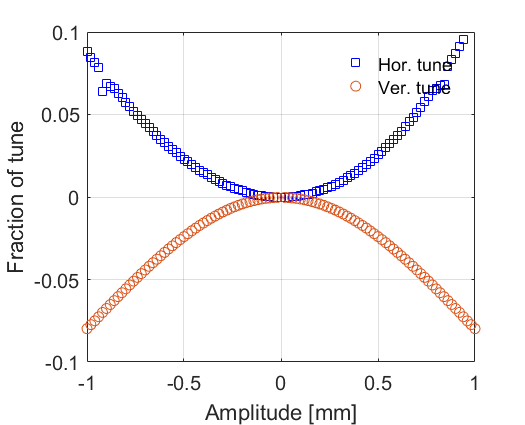 0.1
Hor. tune
Ver. tune
0.05
0
-0.05
-0.1
Fraction of tune
-1
-0.5
0
0.5
1
Amplitude [mm]